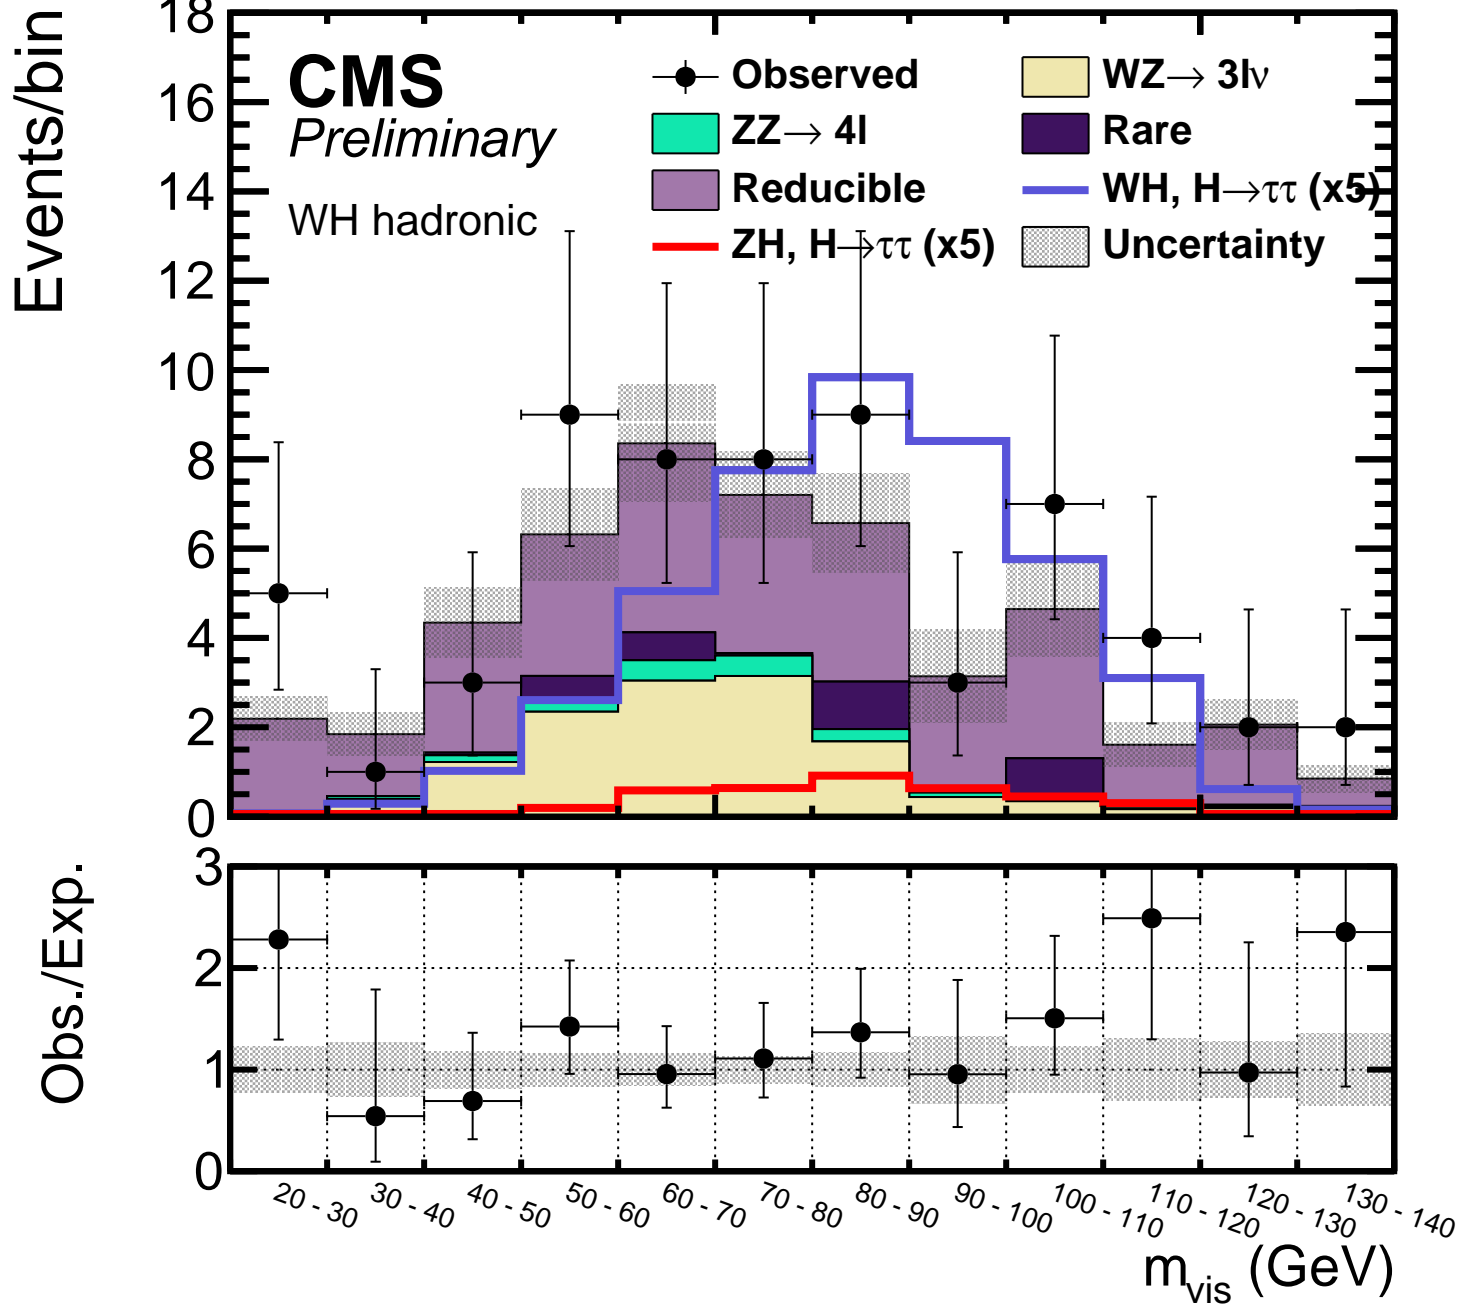 Events/bin
18
16
14
12
10
8
6
4
2
0
CMS
Preliminary
WH hadronic
Observed
WZ→ 3lν
ZZ→ 4l
Rare
Reducible
WH, H→ττ (x5)
ZH, H→ττ (x5)
Uncertainty
Obs./Exp.
3
2
1
0
20 - 30
30 - 40
40 - 50
50 - 60
60 - 70
70 - 80
80 - 90
90 - 100
100 - 110
110 - 120
120 - 130
130 - 140
m_vis (GeV)